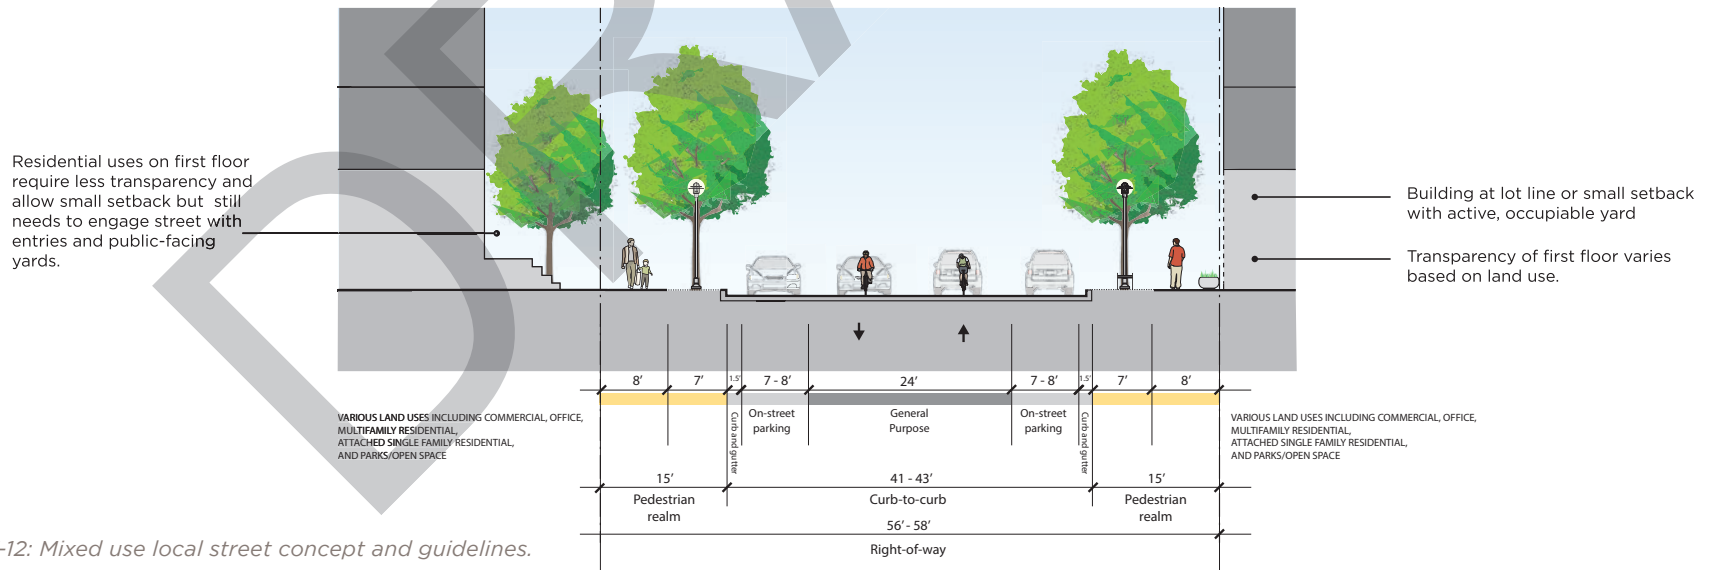 Residential uses on first floor
require less transparency and
allow small setback but still
needs to engage street with
entries and public-facing
yards.
Building at lot line or small setback
with active, occupiable yard
Transparency of first floor varies
based on land use.
8’ 7’ 1.5’ 7 - 8’ 24’ 7 - 8’ 1.5’ 7’ 8’
VARIOUS LAND USES INCLUDING COMMERCIAL, OFFICE,
MULTIFAMILY RESIDENTIAL,
ATTACHED SINGLE FAMILY RESIDENTIAL,
AND PARKS/OPEN SPACE
Curb and gutter
On-street
parking
General
Purpose
On-street
parking
Curb and gutter
VARIOUS LAND USES INCLUDING COMMERCIAL, OFFICE,
MULTIFAMILY RESIDENTIAL,
ATTACHED SINGLE FAMILY RESIDENTIAL,
AND PARKS/OPEN SPACE
15’ 41 - 43’ 15’
Pedestrian
realm
Curb-to-curb
Pedestrian
realm
56’ - 58’
Right-of-way
-12: Mixed use local street concept and guidelines.